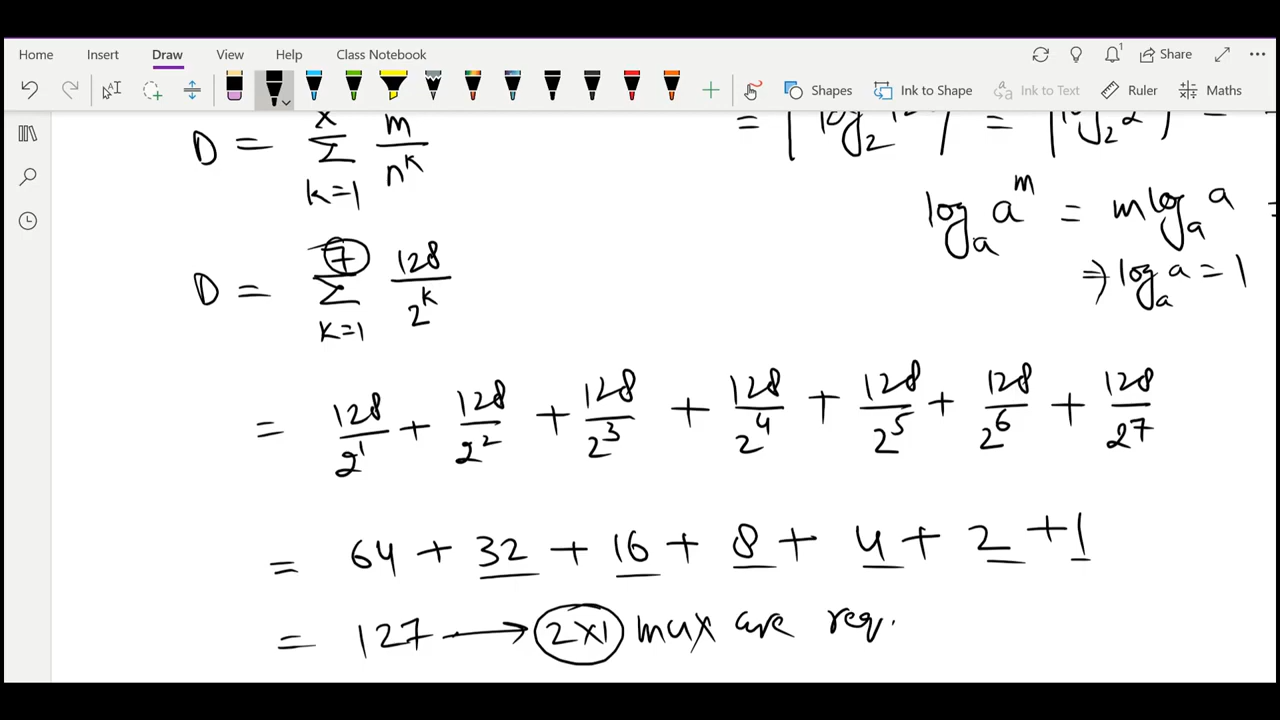 Home Insert Draw View Help Class Notebook 1 Share
Shapes Ink to Shape Ink to Text Ruler Maths
D = x Σ k=1 m/n^k
= =
log_a a^m = m log_a a =
⇒ log_a a = 1
D = 7 Σ k=1 128/2^k
= 128/2^1 + 128/2^2 + 128/2^3 + 128/2^4 + 128/2^5 + 128/2^6 + 128/2^7
= 64 + 32 + 16 + 8 + 4 + 2 + 1
= 127 → 2X1 mux are req.